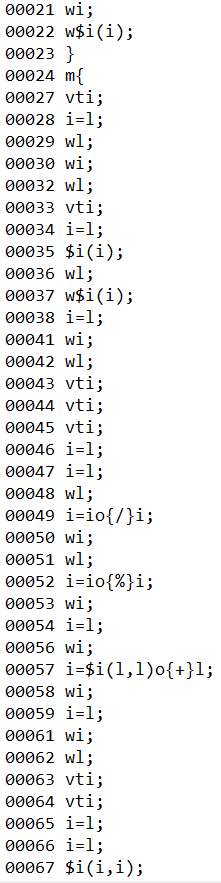 00021 wi;
00022 w$i(i);
00023 }
00024 m{
00027 vti;
00028 i=l;
00029 wl;
00030 wi;
00032 wl;
00033 vti;
00034 i=l;
00035 $i(i);
00036 wl;
00037 w$i(i);
00038 i=l;
00041 wi;
00042 wl;
00043 vti;
00044 vti;
00045 vti;
00046 i=l;
00047 i=l;
00048 wl;
00049 i=io{/}i;
00050 wi;
00051 wl;
00052 i=io{%}i;
00053 wi;
00054 i=l;
00056 wi;
00057 i=$i(l,l)o{+}l;
00058 wi;
00059 i=l;
00061 wi;
00062 wl;
00063 vti;
00064 vti;
00065 i=l;
00066 i=l;
00067 $i(i,i);